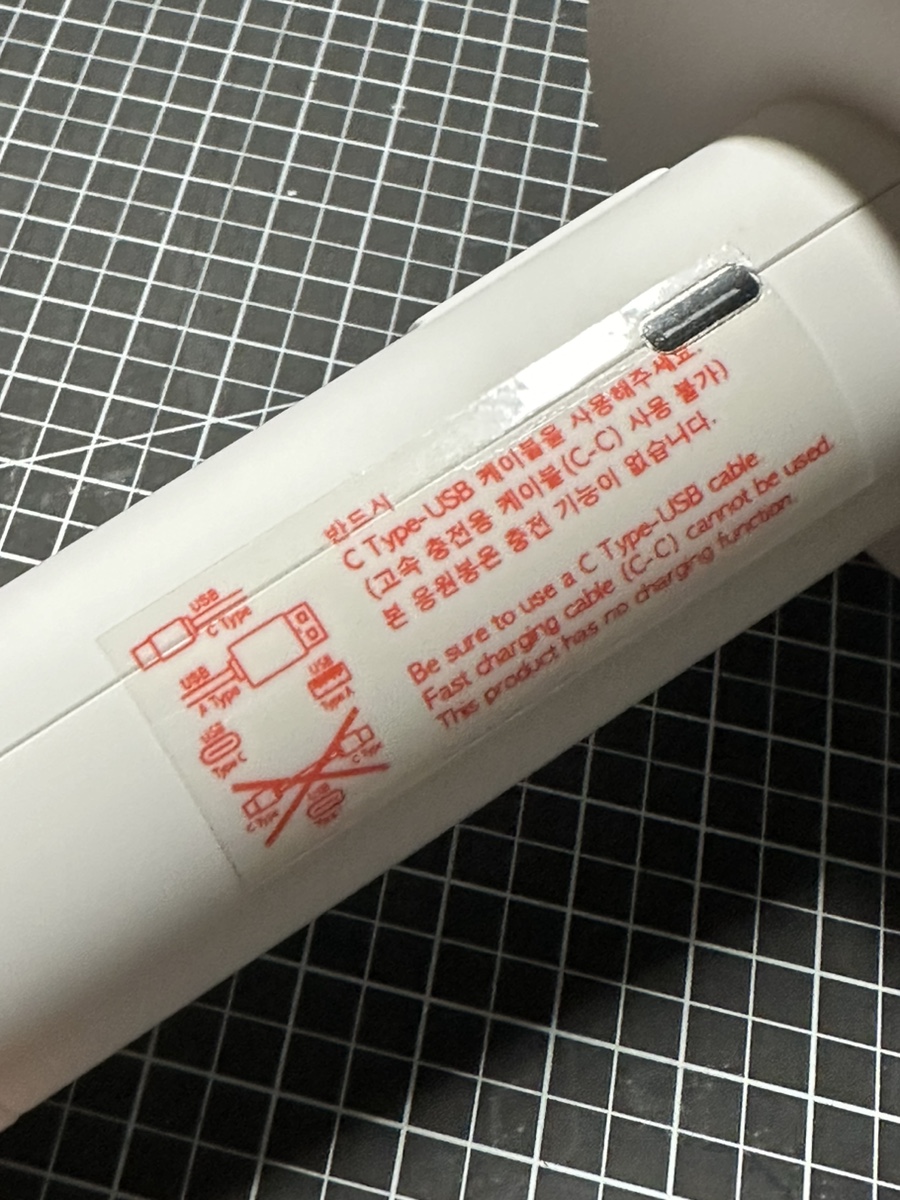 반드시
C Type-USB 케이블을 사용해주세요.
(고속 충전용 케이블(C-C) 사용 불가)
본 응원봉은 충전 기능이 없습니다.
Be sure to use a C Type-USB cable
Fast charging cable (C-C) cannot be used.
This product has no charging function
USB
C Type
USB
A Type
USB
Type A
USB
Type C
C Type
C Type
USB
Type C